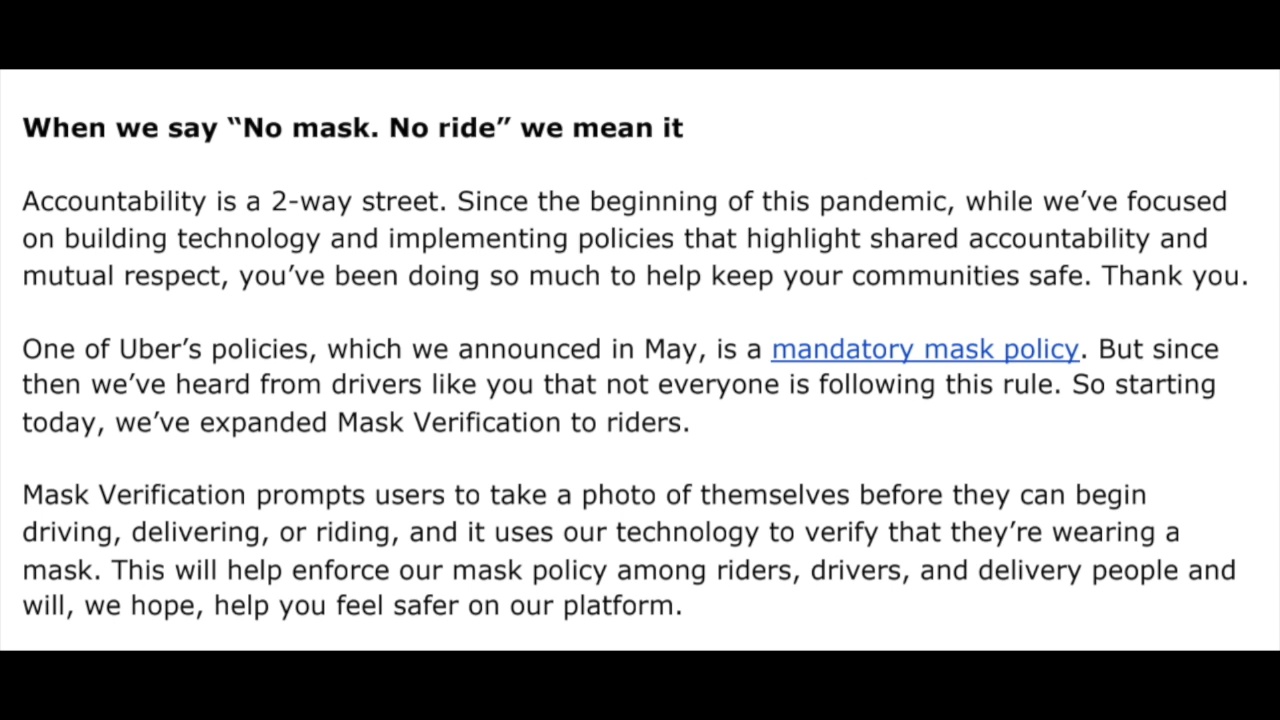 When we say “No mask. No ride” we mean it
Accountability is a 2-way street. Since the beginning of this pandemic, while we’ve focused
on building technology and implementing policies that highlight shared accountability and
mutual respect, you’ve been doing so much to help keep your communities safe. Thank you.
One of Uber’s policies, which we announced in May, is a mandatory mask policy. But since
then we’ve heard from drivers like you that not everyone is following this rule. So starting
today, we’ve expanded Mask Verification to riders.
Mask Verification prompts users to take a photo of themselves before they can begin
driving, delivering, or riding, and it uses our technology to verify that they’re wearing a
mask. This will help enforce our mask policy among riders, drivers, and delivery people and
will, we hope, help you feel safer on our platform.